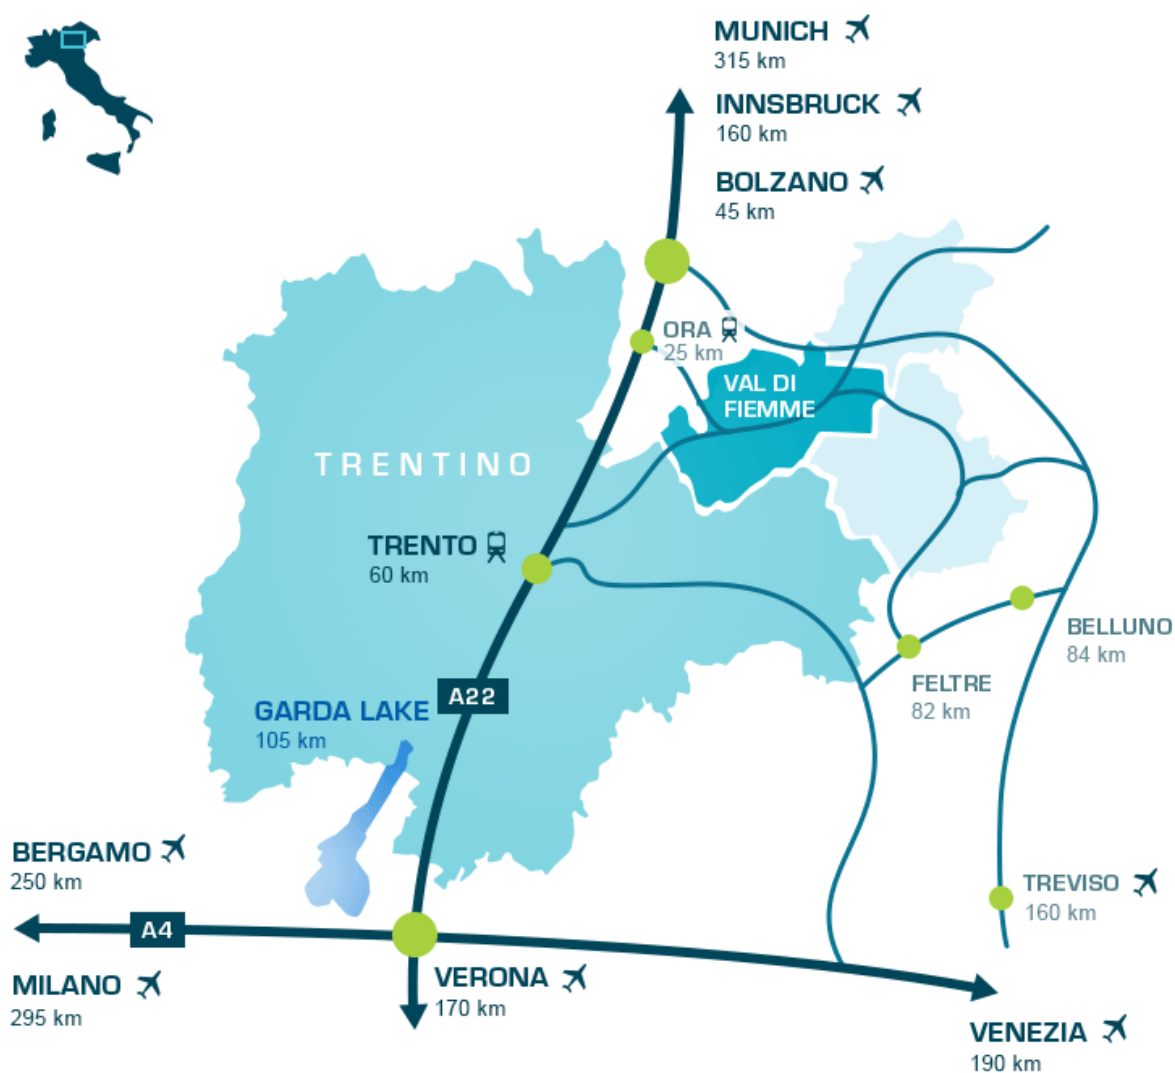 MUNICH
315 km
INNSBRUCK
160 km
BOLZANO
45 km
ORA
25 km
VAL DI
FIEMME
TRENTINO
TRENTO
60 km
BELLUNO
84 km
FELTRE
82 km
A22
GARDA LAKE
105 km
BERGAMO
250 km
TREVISO
160 km
A4
MILANO
295 km
VERONA
170 km
VENEZIA
190 km